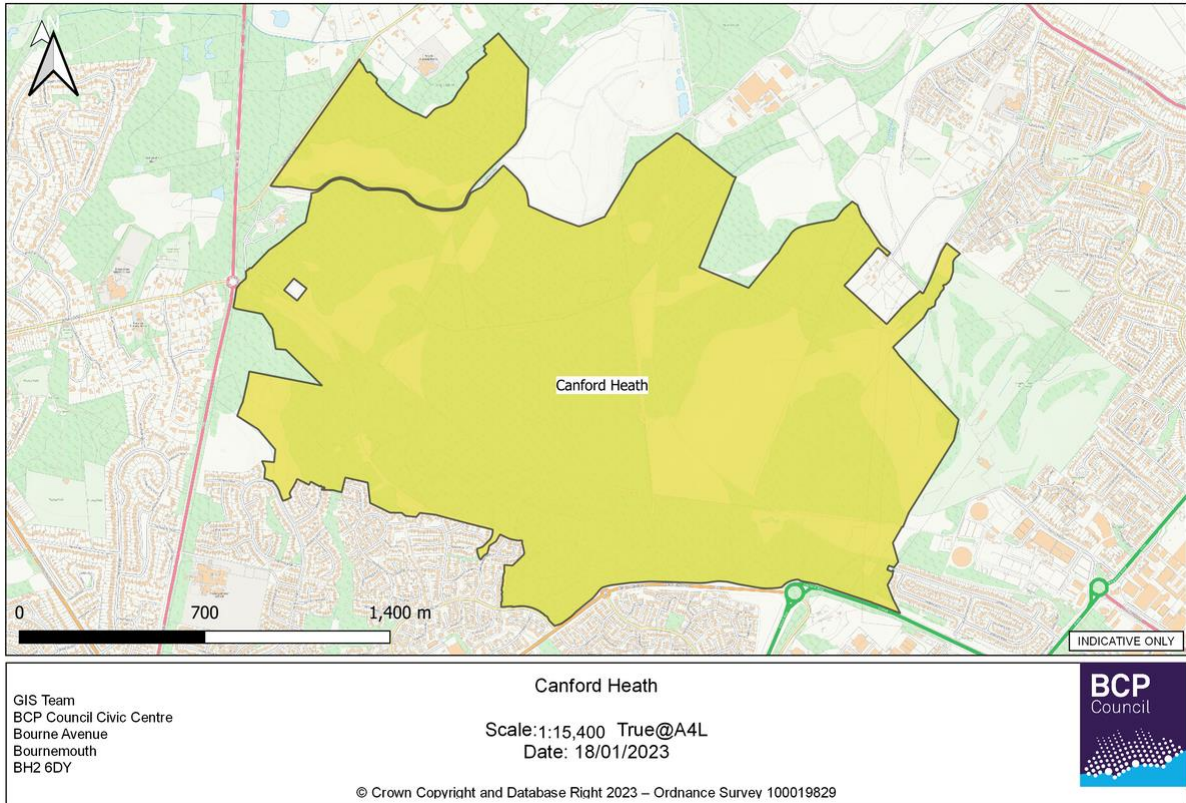 Canford Heath
0 700 1,400 m
INDICATIVE ONLY
GIS Team
BCP Council Civic Centre
Bourne Avenue
Bournemouth
BH2 6DY
Canford Heath
Scale:1:15,400 True@A4L
Date: 18/01/2023
© Crown Copyright and Database Right 2023 – Ordnance Survey 100019829
BCP
Council